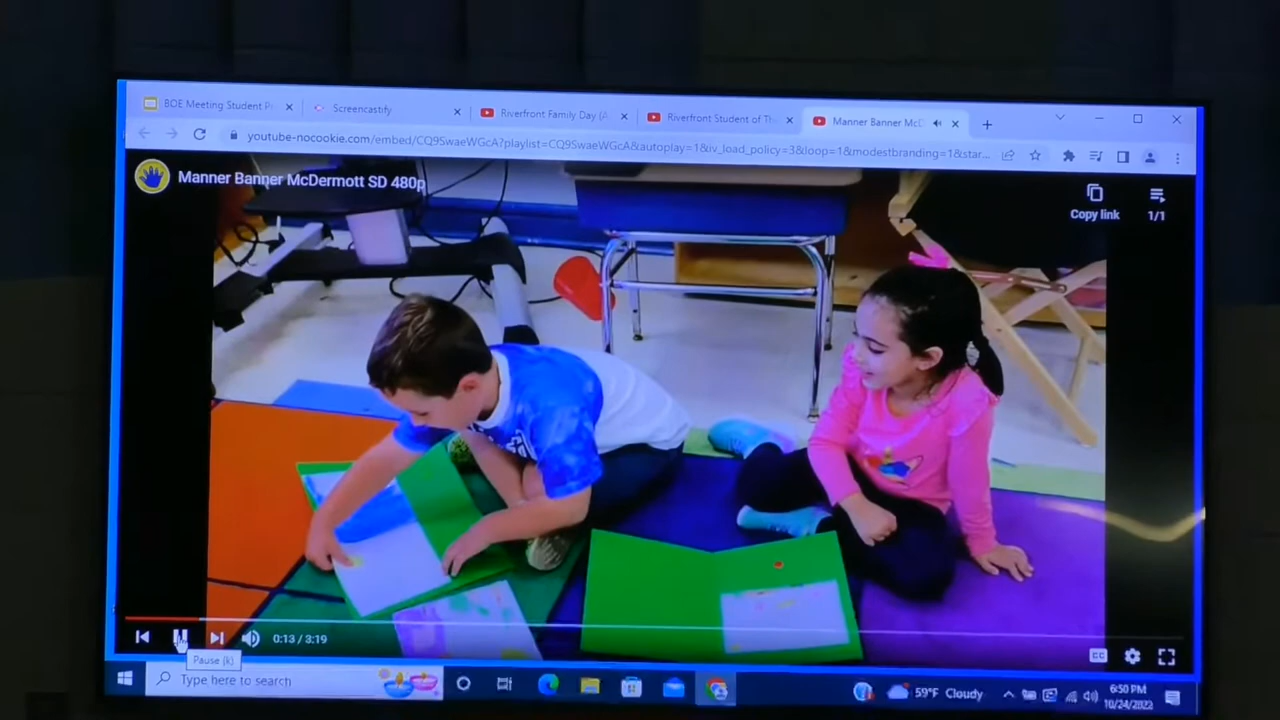 BOE Meeting Student P
Screencastify
Riverfront Family Day (A
Riverfront Student of Th
Manner Banner McD
youtube-nocookie.com/embed/CQ9SwaeWGcA?playlist=CQ9SwaeWGcA&autoplay=1&iv_load_policy=3&loop=1&modestbranding=1&star...
Manner Banner McDermott SD 480p
Copy link
1/1
0:13 / 3:19
Pause (k)
CC
Type here to search
59°F Cloudy
6:50 PM
10/24/2022